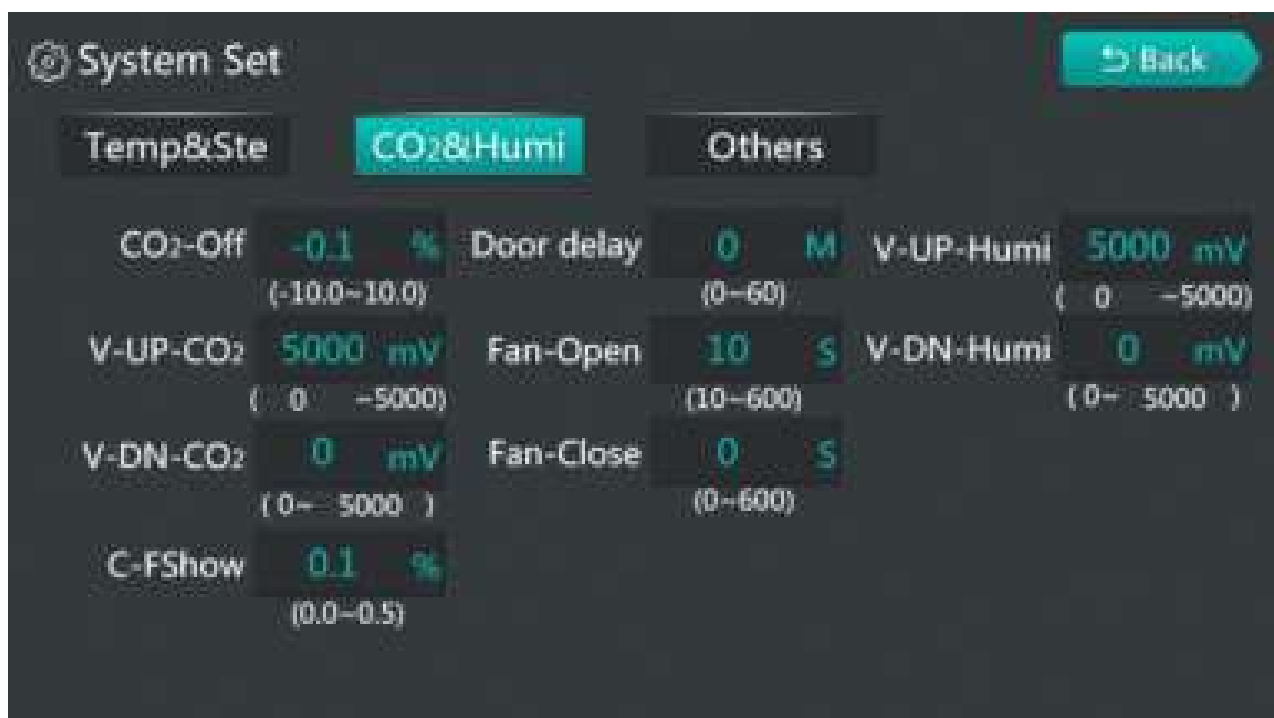 System Set
Back
Temp&Ste CO2&Humi Others
CO2-Off -0.1 % Door delay 0 M V-UP-Humi 5000 mV
(-10.0~10.0) (0~60) ( 0 ~5000)
V-UP-CO2 5000 mV Fan-Open 10 S V-DN-Humi 0 mV
( 0 ~5000) (10~600) ( 0~ 5000 )
V-DN-CO2 0 mV Fan-Close 0 S
( 0~ 5000 ) (0~600)
C-FShow 0.1 %
(0.0~0.5)